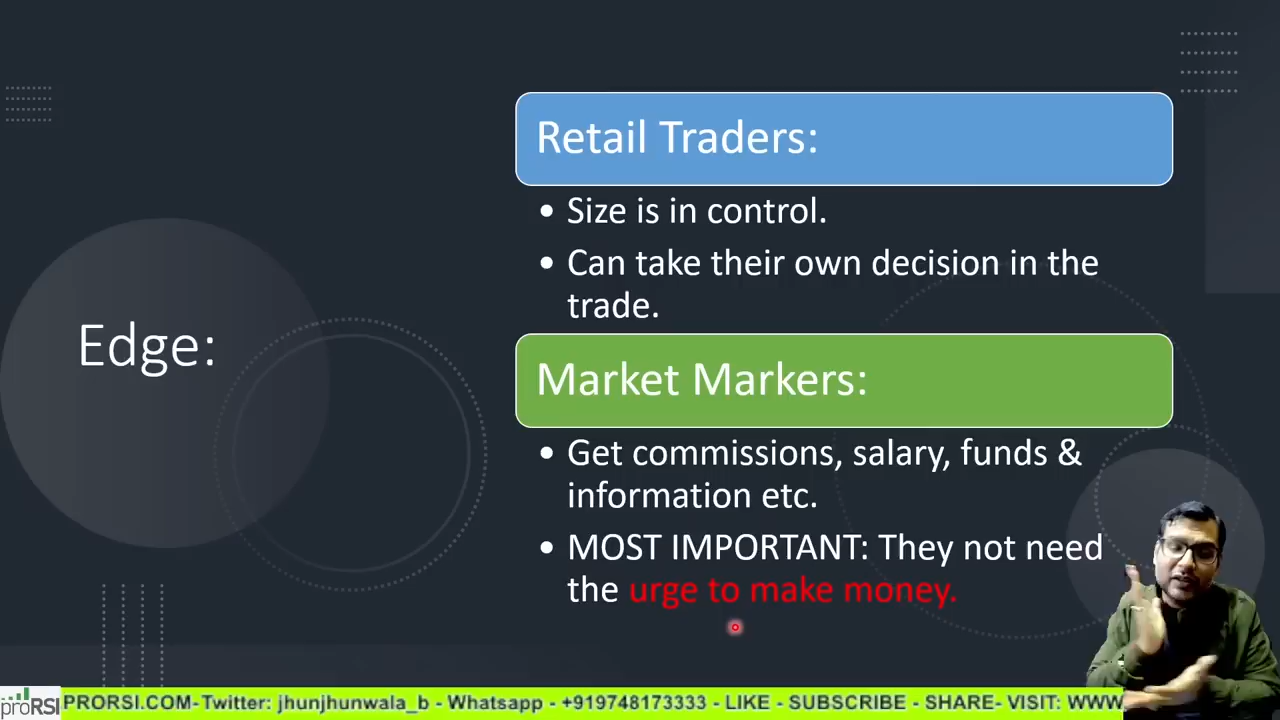 Edge:
Retail Traders:
• Size is in control.
• Can take their own decision in the
trade.
Market Markers:
• Get commissions, salary, funds &
information etc.
• MOST IMPORTANT: They not need
the urge to make money.
proRSI
PRORSI.COM-Twitter: jhunjhunwala_b - Whatsapp - +919748173333 - LIKE - SUBSCRIBE - SHARE- VISIT: WWW